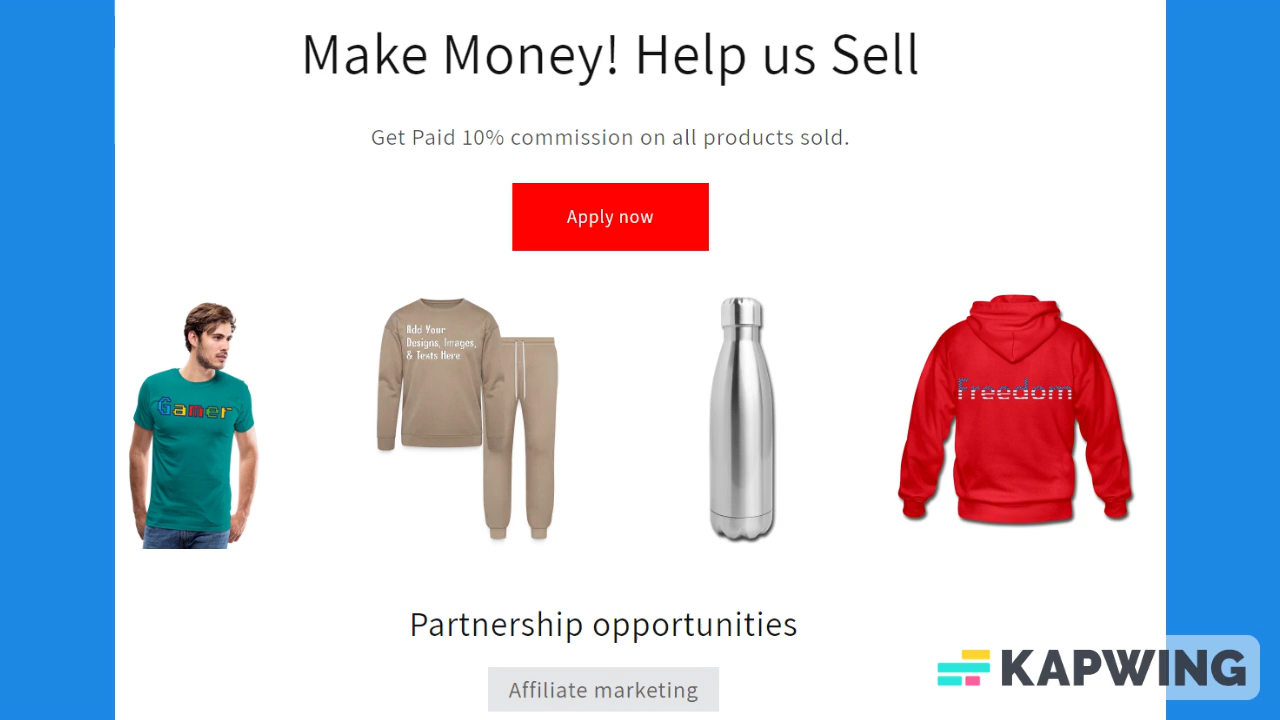 Make Money! Help us Sell
Get Paid 10% commission on all products sold.
Apply now
Gamer
Add Your
Designs, Images,
& Texts Here
Freedom
Partnership opportunities
Affiliate marketing
KAPWING